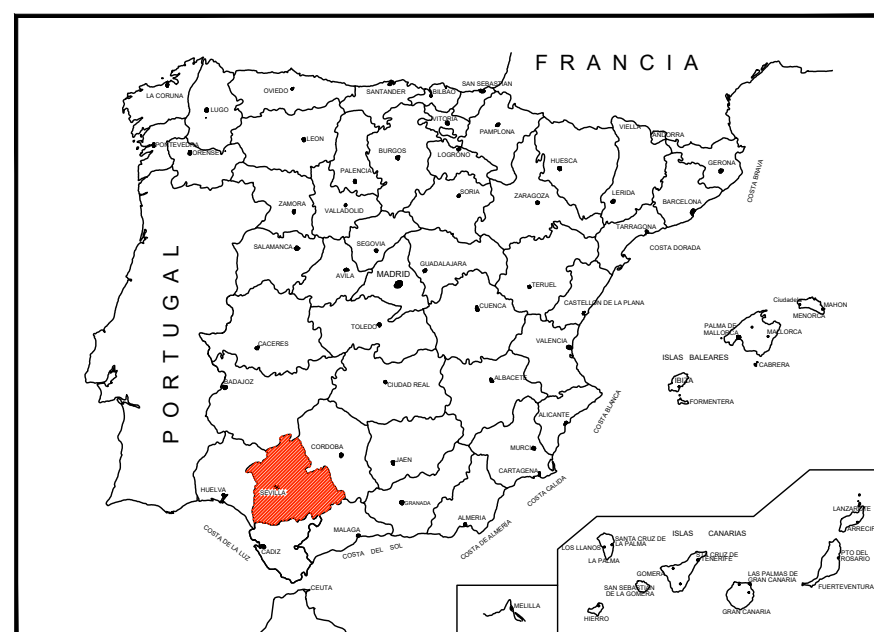 FRANCIA
SAN SEBASTIAN
SANTANDER
BILBAO
OVIEDO
LA CORUÑA
LUGO
VITORIA
PAMPLONA
VIELLA
ANDORRA
LEON
PONTEVEDRA
ORENSE
BURGOS
LOGROÑO
HUESCA
GERONA
COSTA BRAVA
PALENCIA
SORIA
ZARAGOZA
LERIDA
BARCELONA
ZAMORA
VALLADOLID
TARRAGONA
COSTA DORADA
SALAMANCA
SEGOVIA
AVILA
MADRID
GUADALAJARA
TERUEL
PORTUGAL
CUENCA
CASTELLON DE LA PLANA
Ciudadela
MAHON
MENORCA
TOLEDO
PALMA DE
MALLORCA
MALLORCA
CACERES
VALENCIA
ISLAS BALEARES
CABRERA
BADAJOZ
CIUDAD REAL
ALBACETE
IBIZA
FORMENTERA
COSTA BLANCA
ALICANTE
CORDOBA
JAEN
MURCIA
CARTAGENA
COSTA CALIDA
HUELVA
SEVILLA
GRANADA
ALMERIA
COSTA DE ALMERIA
MALAGA
COSTA DEL SOL
COSTA DE LA LUZ
CADIZ
CEUTA
MELILLA
ISLAS CANARIAS
LANZAROTE
ARRECIFE
SANTA CRUZ DE
LA PALMA
LOS LLANOS
LA PALMA
STA CRUZ DE
TENERIFE
GOMERA
SAN SEBASTIAN
DE LA GOMERA
HIERRO
LAS PALMAS DE
GRAN CANARIA
GRAN CANARIA
PTO DEL
ROSARIO
FUERTEVENTURA